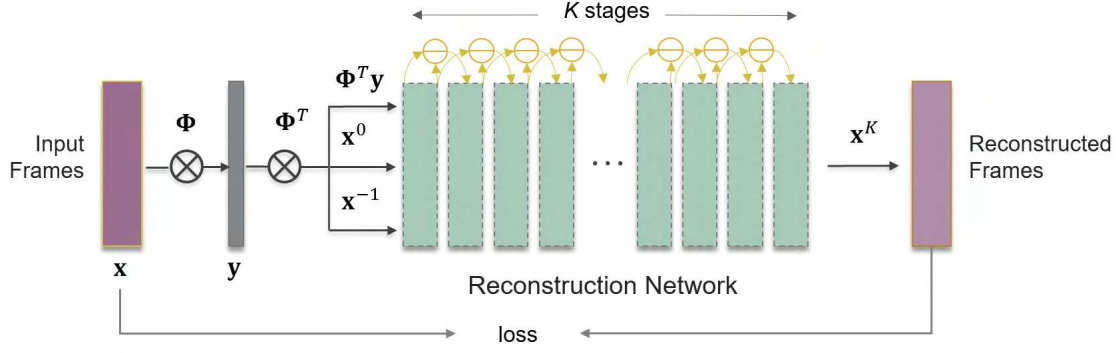 K stages
Φ^T y
Φ
Φ^T
x^0
x^K
Input
Frames
...
Reconstructed
Frames
x^{-1}
x
y
Reconstruction Network
loss